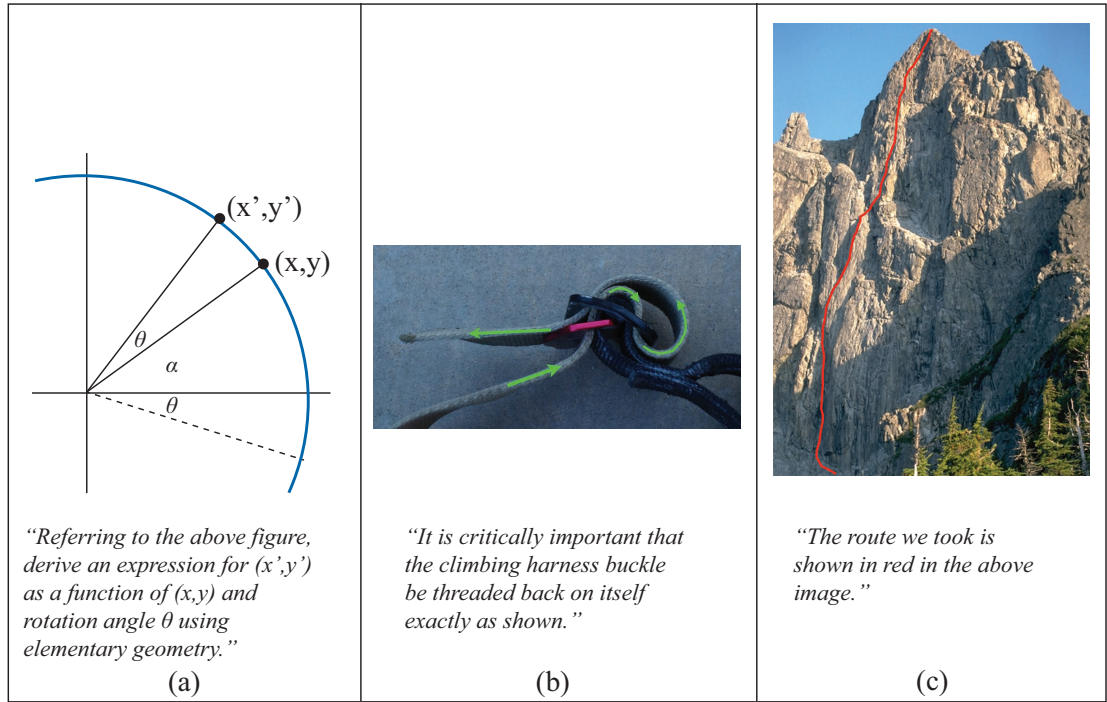 (x’,y’)
(x,y)
θ
α
θ
“Referring to the above figure,
derive an expression for (x’,y’)
as a function of (x,y) and
rotation angle θ using
elementary geometry.”
(a)
“It is critically important that
the climbing harness buckle
be threaded back on itself
exactly as shown.”
(b)
“The route we took is
shown in red in the above
image.”
(c)